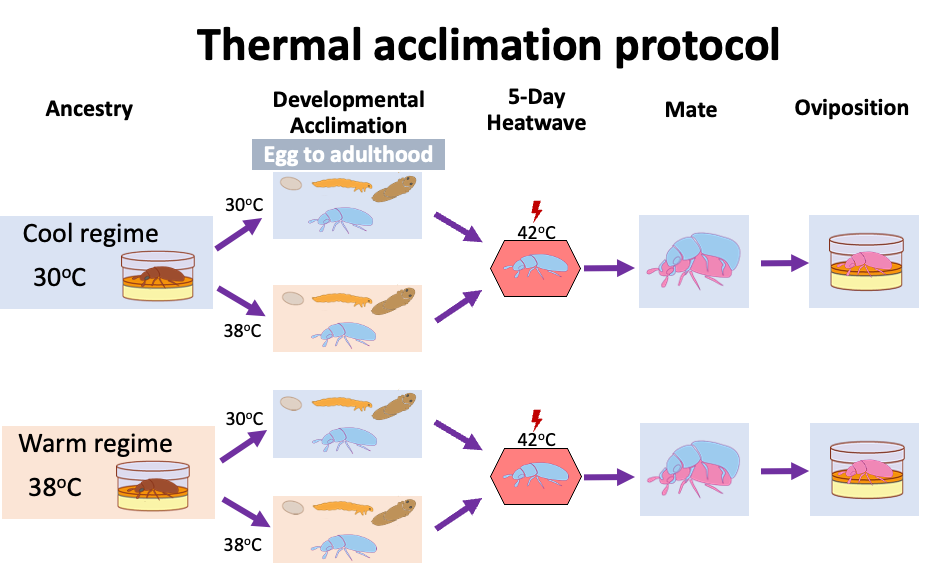 Thermal acclimation protocol
Ancestry
Developmental
Acclimation
Egg to adulthood
5-Day
Heatwave
Mate
Oviposition
Cool regime
30°C
30°C
38°C
42°C
Warm regime
38°C
30°C
38°C
42°C